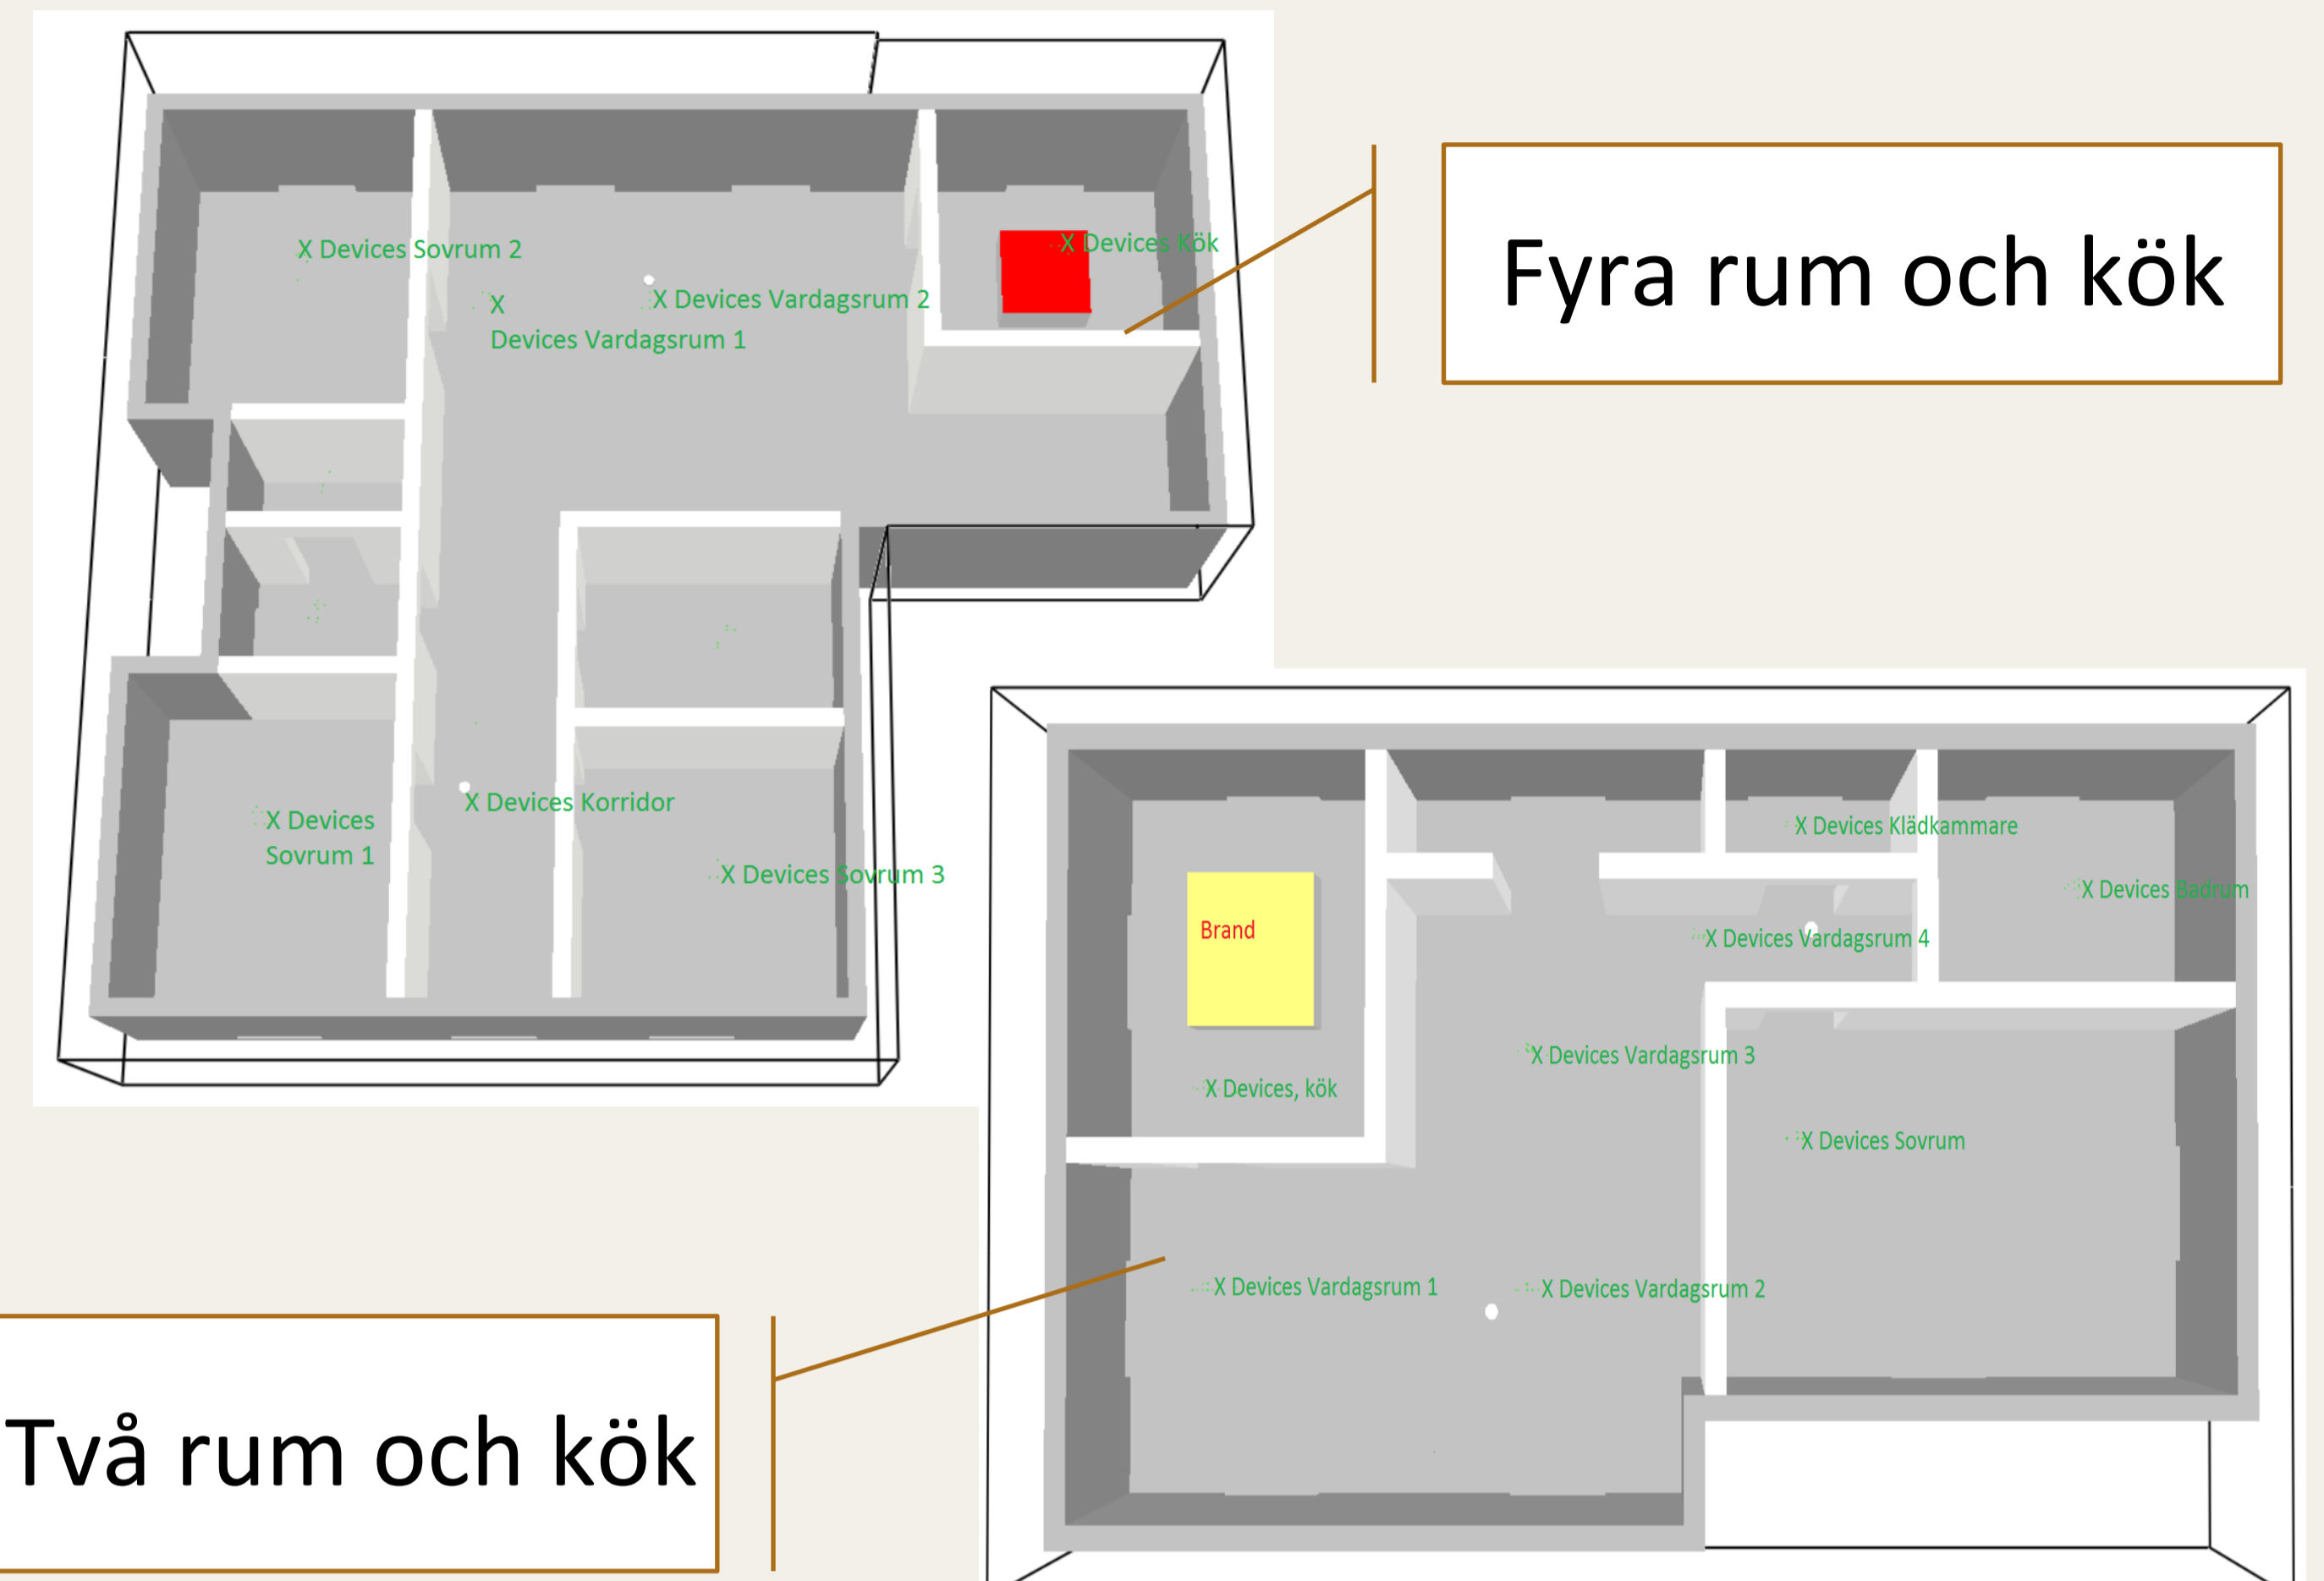 X Devices Sovrum 2
X Devices Kök
X Devices Vardagsrum 2
X
Devices Vardagsrum 1
Fyra rum och kök
X Devices Korridor
X Devices
Sovrum 1
X Devices Sovrum 3
X Devices Klädkammare
X Devices Badrum
Brand
X Devices Vardagsrum 4
X Devices Vardagsrum 3
X Devices, kök
X Devices Sovrum
X Devices Vardagsrum 1
X Devices Vardagsrum 2
Två rum och kök